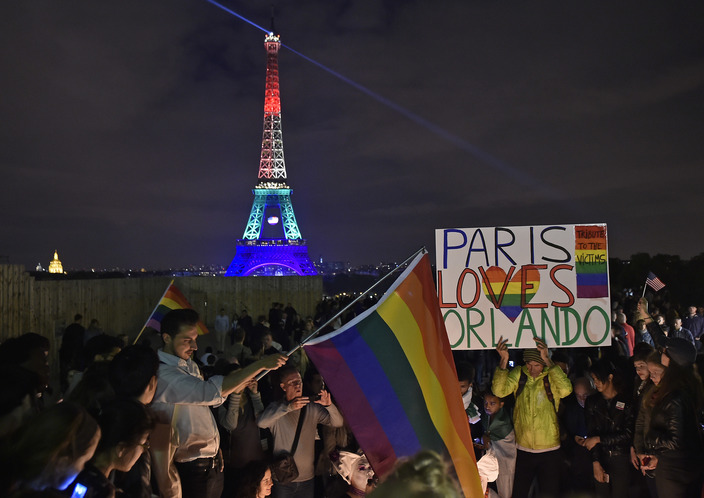 PARIS
LOVES
ORLANDO
TRIBUTE
TO THE
VICTIMS